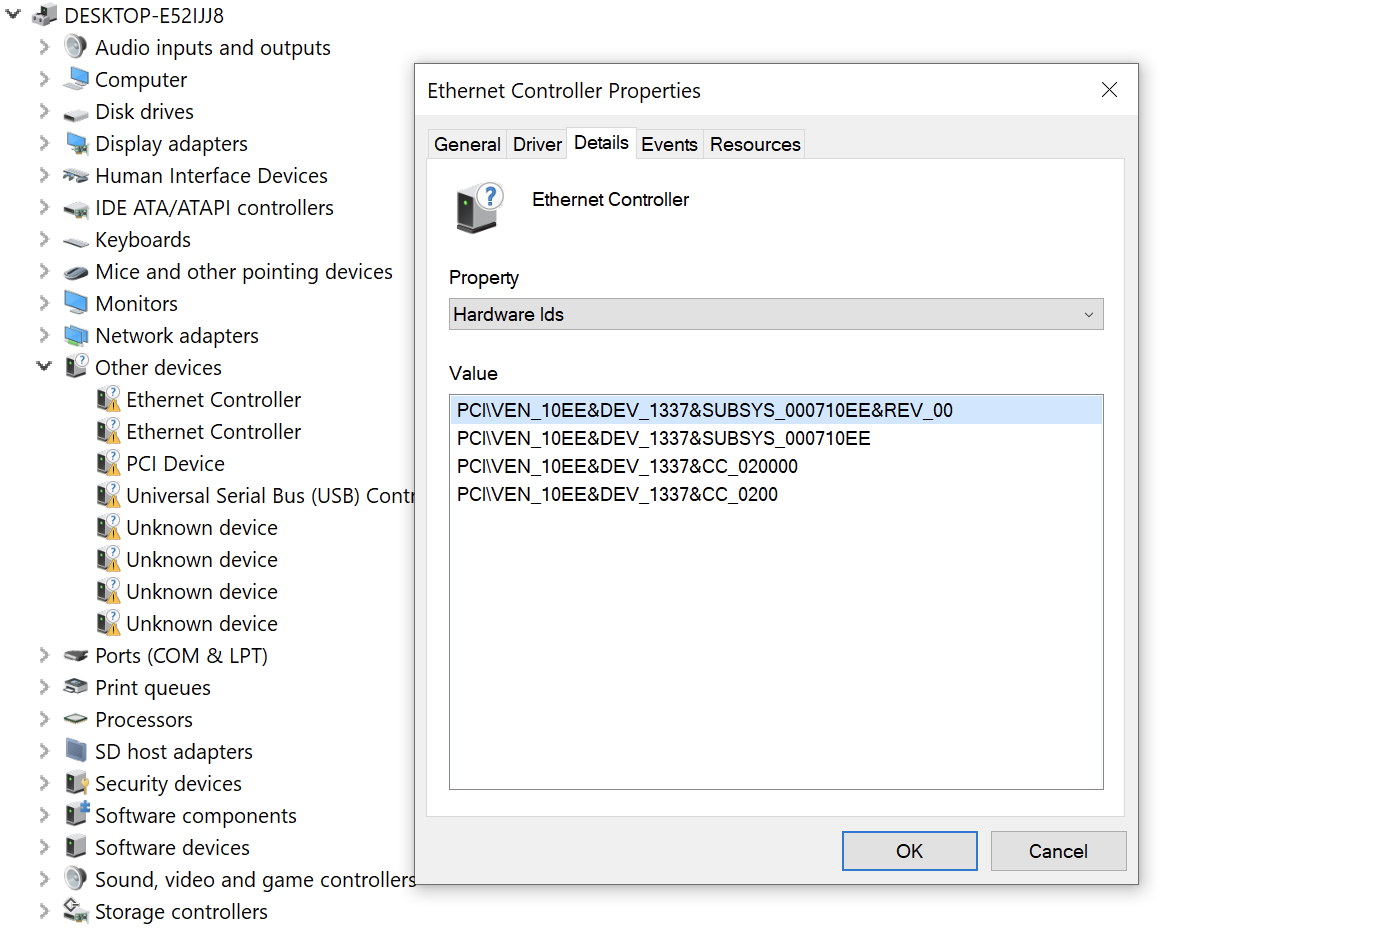 DESKTOP-E52IJJ8
Audio inputs and outputs
Computer
Disk drives
Display adapters
Human Interface Devices
IDE ATA/ATAPI controllers
Keyboards
Mice and other pointing devices
Monitors
Network adapters
Other devices
Ethernet Controller
Ethernet Controller
PCI Device
Universal Serial Bus (USB) Contr
Unknown device
Unknown device
Unknown device
Unknown device
Ports (COM & LPT)
Print queues
Processors
SD host adapters
Security devices
Software components
Software devices
Sound, video and game controllers
Storage controllers
Ethernet Controller Properties
General Driver Details Events Resources
Ethernet Controller
Property
Hardware Ids
Value
PCI\VEN_10EE&DEV_1337&SUBSYS_000710EE&REV_00
PCI\VEN_10EE&DEV_1337&SUBSYS_000710EE
PCI\VEN_10EE&DEV_1337&CC_020000
PCI\VEN_10EE&DEV_1337&CC_0200
OK Cancel